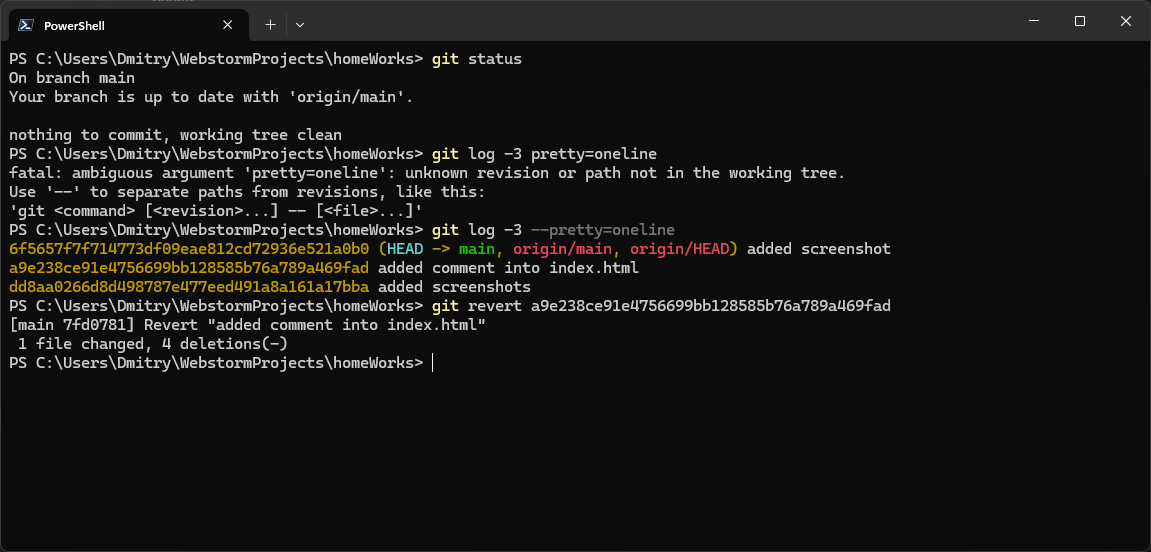 PowerShell
PS C:\Users\Dmitry\WebstormProjects\homeWorks> git status
On branch main
Your branch is up to date with 'origin/main'.
nothing to commit, working tree clean
PS C:\Users\Dmitry\WebstormProjects\homeWorks> git log -3 pretty=oneline
fatal: ambiguous argument 'pretty=oneline': unknown revision or path not in the working tree.
Use '--' to separate paths from revisions, like this:
'git <command> [<revision>...] -- [<file>...]'
PS C:\Users\Dmitry\WebstormProjects\homeWorks> git log -3 --pretty=oneline
6f5657f7f714773df09eae812cd72936e521a0b0 (HEAD -> main, origin/main, origin/HEAD) added screenshot
a9e238ce91e4756699bb128585b76a789a469fad added comment into index.html
dd8aa0266d8d498787e477eed491a8a161a17bba added screenshots
PS C:\Users\Dmitry\WebstormProjects\homeWorks> git revert a9e238ce91e4756699bb128585b76a789a469fad
[main 7fd0781] Revert "added comment into index.html"
 1 file changed, 4 deletions(-)
PS C:\Users\Dmitry\WebstormProjects\homeWorks>